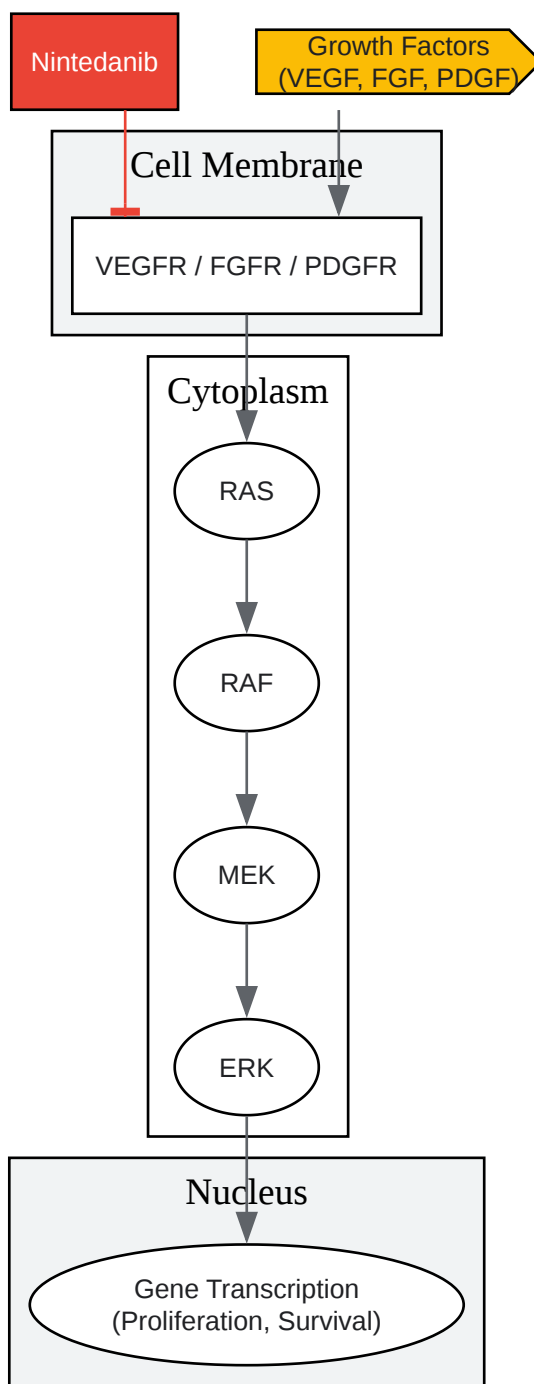 Nintedanib
Growth Factors
(VEGF, FGF, PDGF)
Cell Membrane
VEGFR / FGFR / PDGFR
Cytoplasm
RAS
RAF
MEK
ERK
Nucleus
Gene Transcription
(Proliferation, Survival)